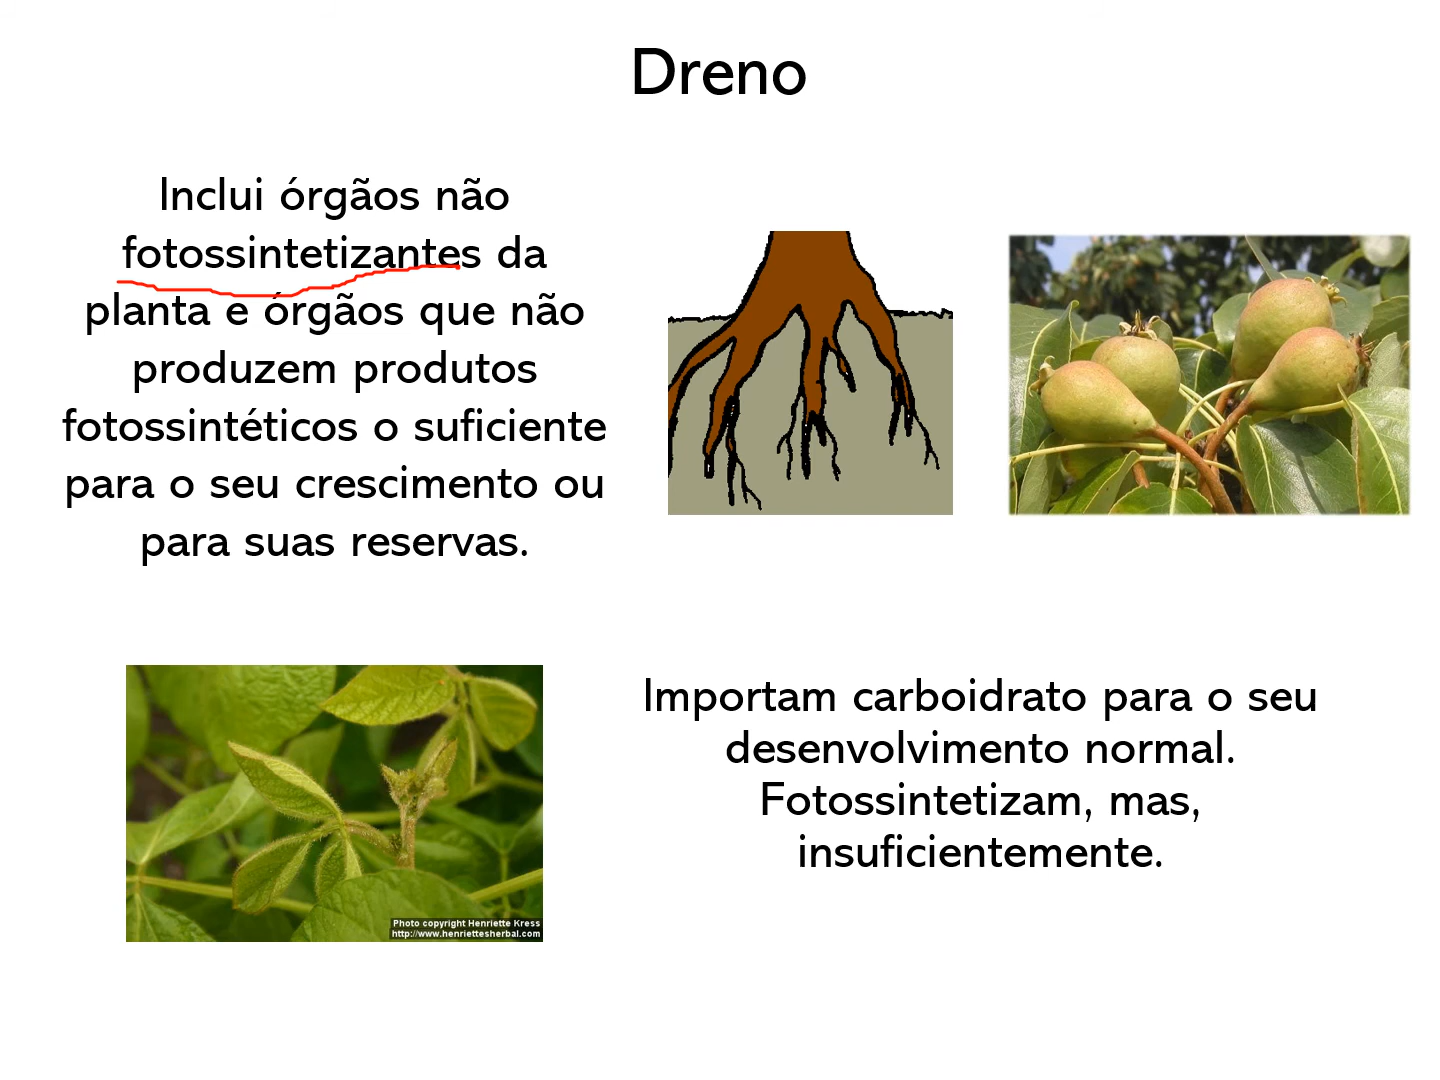 Dreno
Inclui órgãos não
fotossintetizantes da
planta e órgãos que não
produzem produtos
fotossintéticos o suficiente
para o seu crescimento ou
para suas reservas.
Importam carboidrato para o seu
desenvolvimento normal.
Fotossintetizam, mas,
insuficientemente.
Photo copyright Henriette Kress
http://www.henriettesherbal.com